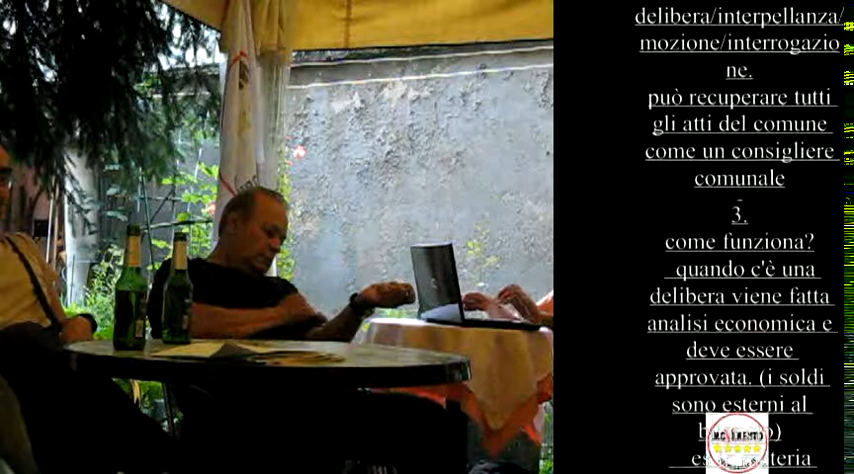 delibera/interpellanza/
mozione/interrogazio
ne.
può recuperare tutti
gli atti del comune
come un consigliere
comunale
-
3.
come funziona?
quando c'è una
delibera viene fatta
analisi economica e
deve essere
approvata. (i soldi
sono esterni al
MOVIMENTO